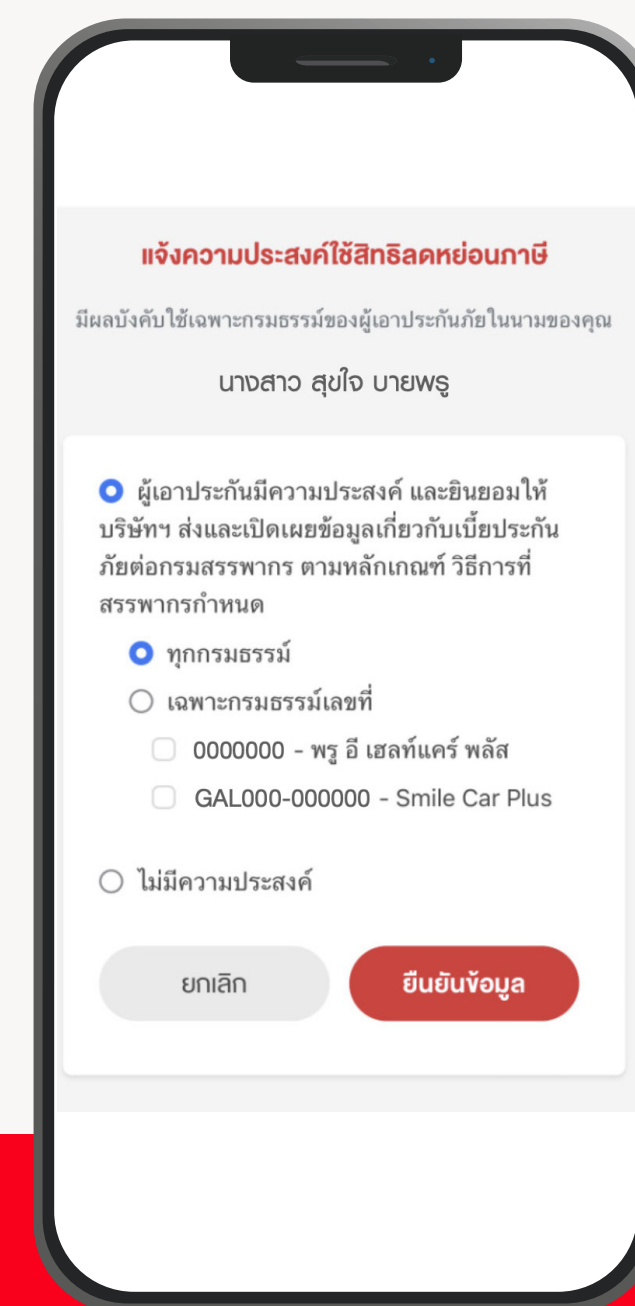 แจ้งความประสงค์ใช้สิทธิลดหย่อนภาษี
มีผลบังคับใช้เฉพาะกรมธรรม์ของผู้เอาประกันภัยในนามของคุณ
นางสาว สุขใจ บายพรู
ผู้เอาประกันมีความประสงค์ และยินยอมให้
บริษัทฯ ส่งและเปิดเผยข้อมูลเกี่ยวกับเบี้ยประกัน
ภัยต่อกรมสรรพากร ตามหลักเกณฑ์ วิธีการที่
สรรพากรกำหนด
ทุกกรมธรรม์
เฉพาะกรมธรรม์เลขที่
0000000 - พรู อี เฮลท์แคร์ พลัส
GAL000-000000 - Smile Car Plus
ไม่มีความประสงค์
ยกเลิก
ยืนยันข้อมูล